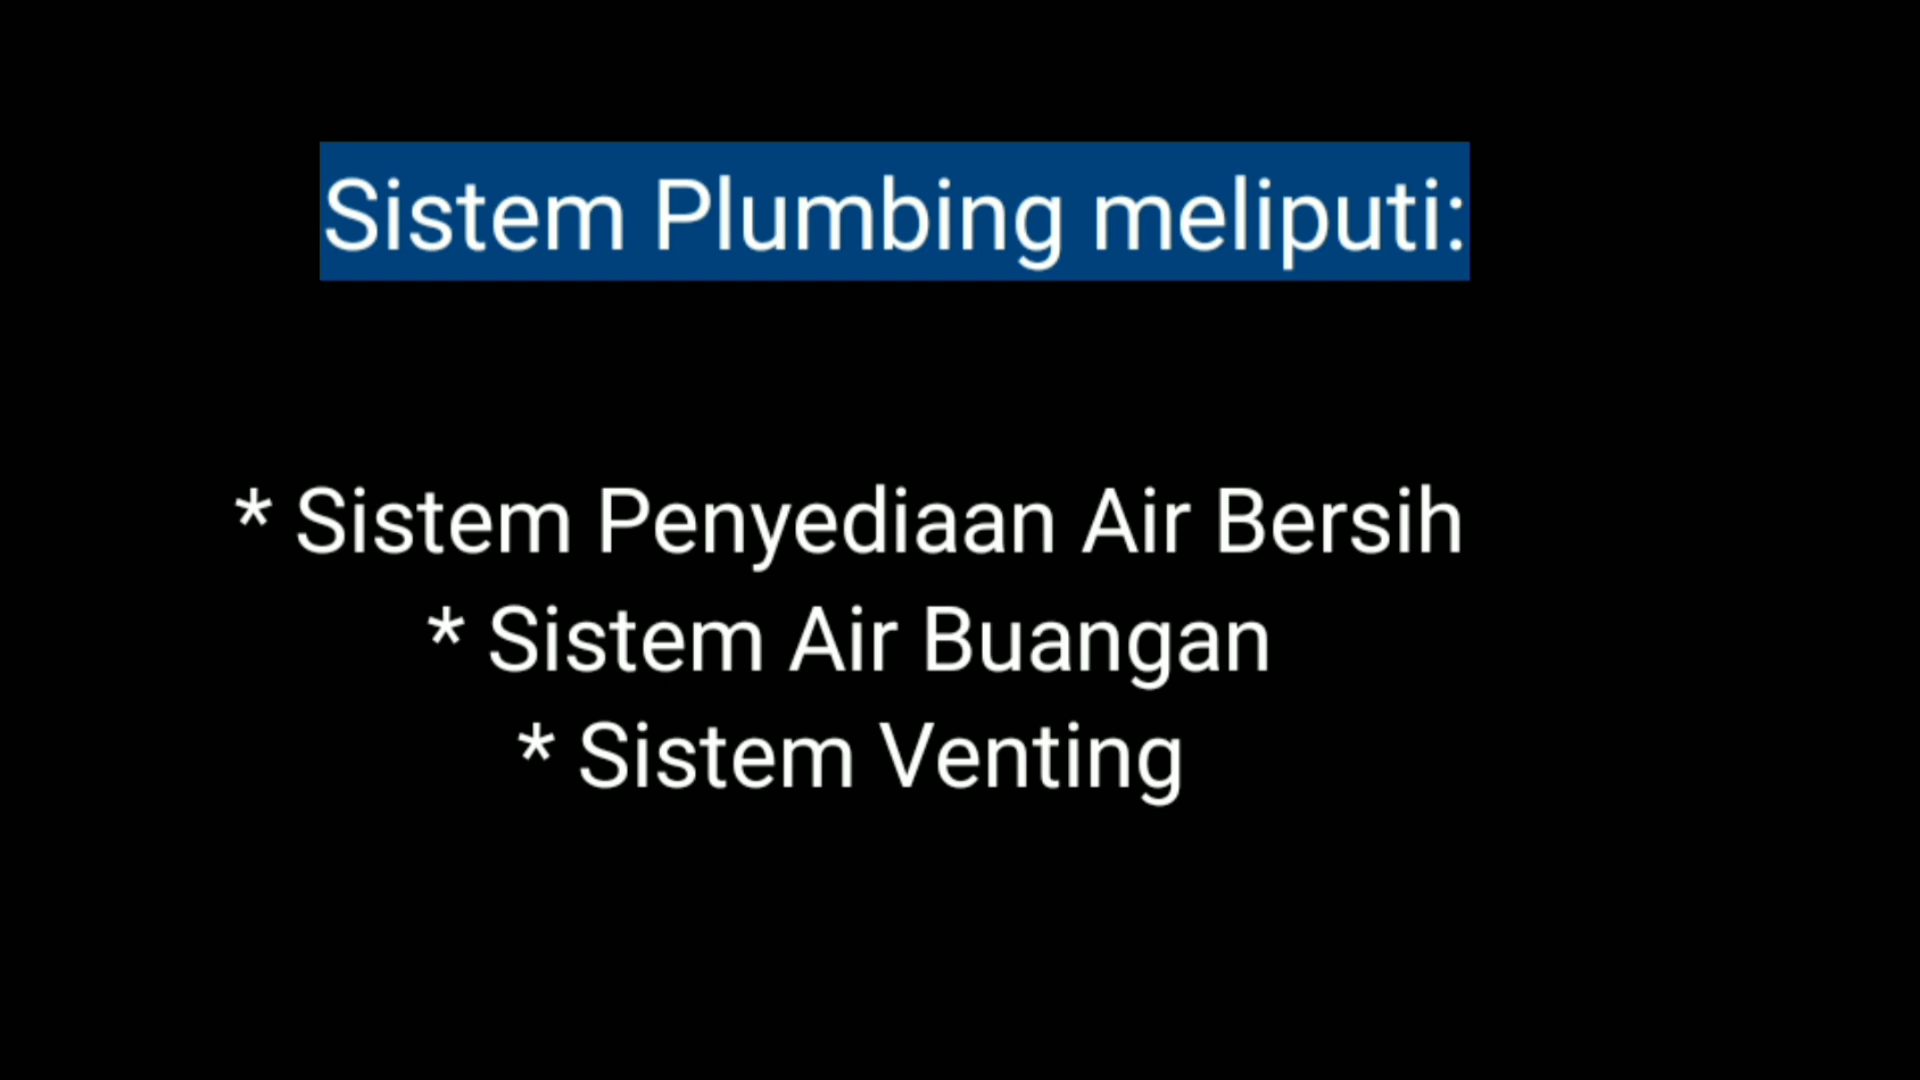 Sistem Plumbing meliputi:
* Sistem Penyediaan Air Bersih
* Sistem Air Buangan
* Sistem Venting